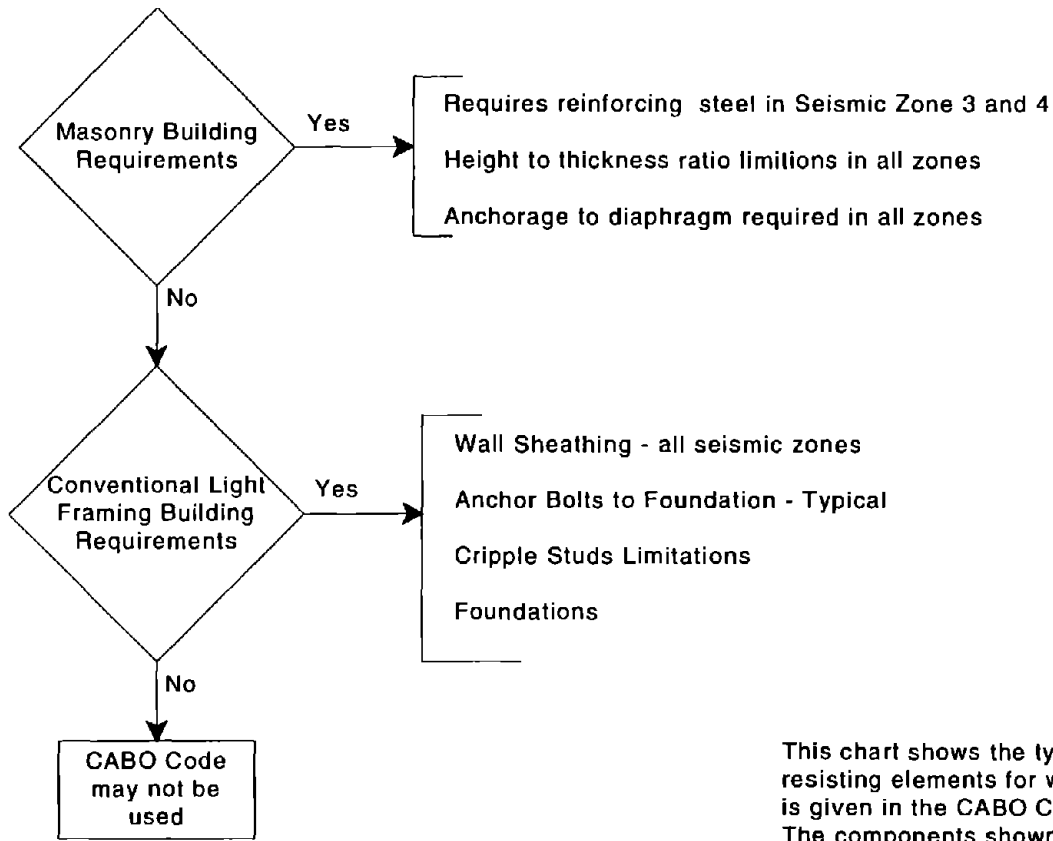 Masonry Building
Requirements
Yes
Requires reinforcing steel in Seismic Zone 3 and 4
Height to thickness ratio limitions in all zones
Anchorage to diaphragm required in all zones
No
Conventional Light
Framing Building
Requirements
Yes
Wall Sheathing - all seismic zones
Anchor Bolts to Foundation - Typical
Cripple Studs Limitations
Foundations
No
CABO Code
may not be
used
This chart shows the ty
resisting elements for w
is given in the CABO C
The components shown